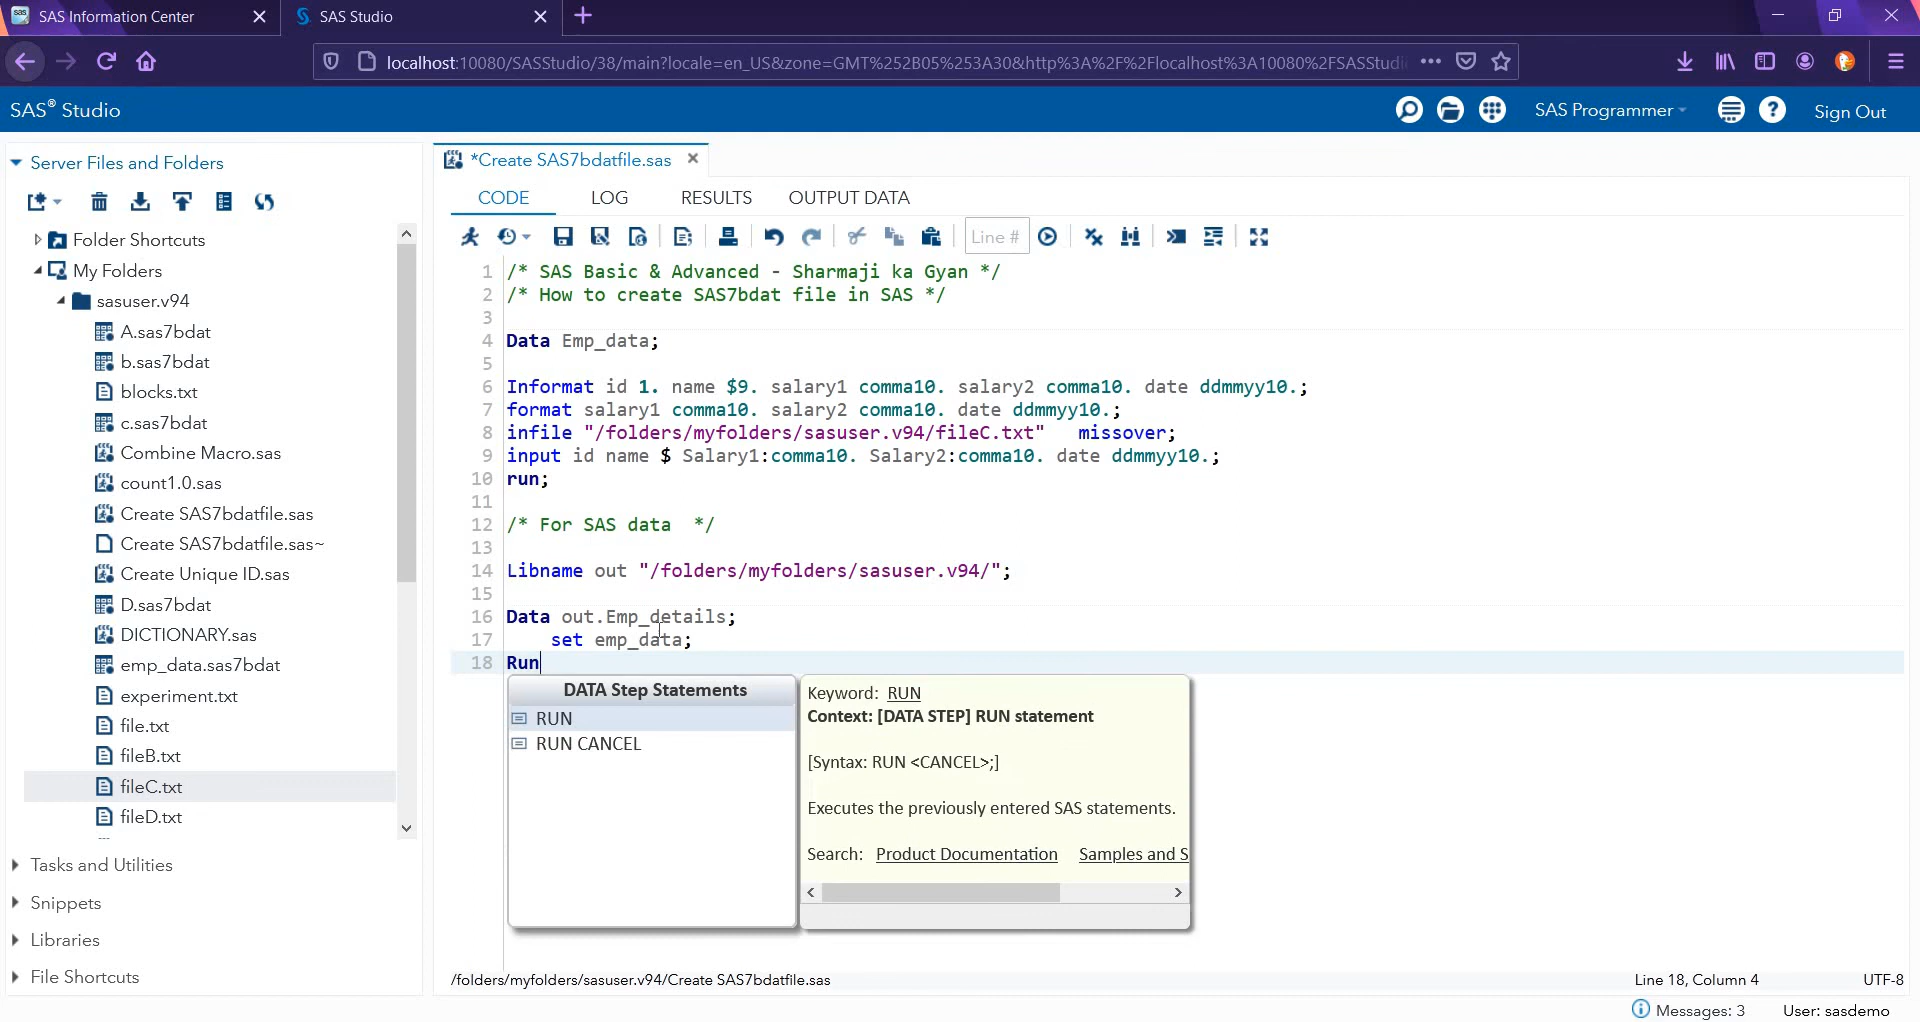 SAS Information Center
SAS Studio
localhost:10080/SASStudio/38/main?locale=en_US&zone=GMT%252B05%253A30&http%3A%2F%2Flocalhost%3A10080%2FSASStudi
SAS® Studio
SAS Programmer
Sign Out
Server Files and Folders
Folder Shortcuts
My Folders
sasuser.v94
A.sas7bdat
b.sas7bdat
blocks.txt
c.sas7bdat
Combine Macro.sas
count1.0.sas
Create SAS7bdatfile.sas
Create SAS7bdatfile.sas~
Create Unique ID.sas
D.sas7bdat
DICTIONARY.sas
emp_data.sas7bdat
experiment.txt
file.txt
fileB.txt
fileC.txt
fileD.txt
Tasks and Utilities
Snippets
Libraries
File Shortcuts
*Create SAS7bdatfile.sas
CODE LOG RESULTS OUTPUT DATA
Line #
1 /* SAS Basic & Advanced - Sharmaji ka Gyan */
2 /* How to create SAS7bdat file in SAS */
3
4 Data Emp_data;
5
6 Informat id 1. name $9. salary1 comma10. salary2 comma10. date ddmmyy10.;
7 format salary1 comma10. salary2 comma10. date ddmmyy10.;
8 infile "/folders/myfolders/sasuser.v94/fileC.txt" missover;
9 input id name $ Salary1:comma10. Salary2:comma10. date ddmmyy10.;
10 run;
11
12 /* For SAS data */
13
14 Libname out "/folders/myfolders/sasuser.v94/";
15
16 Data out.Emp_details;
17 set emp_data;
18 Run
DATA Step Statements
RUN
RUN CANCEL
Keyword: RUN
Context: [DATA STEP] RUN statement
[Syntax: RUN <CANCEL>;]
Executes the previously entered SAS statements.
Search: Product Documentation Samples and S
/folders/myfolders/sasuser.v94/Create SAS7bdatfile.sas
Line 18, Column 4
UTF-8
Messages: 3
User: sasdemo